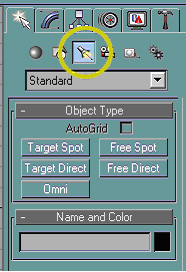 Standard
- Object Type
AutoGrid
Target Spot Free Spot
Target Direct Free Direct
Omni
- Name and Color